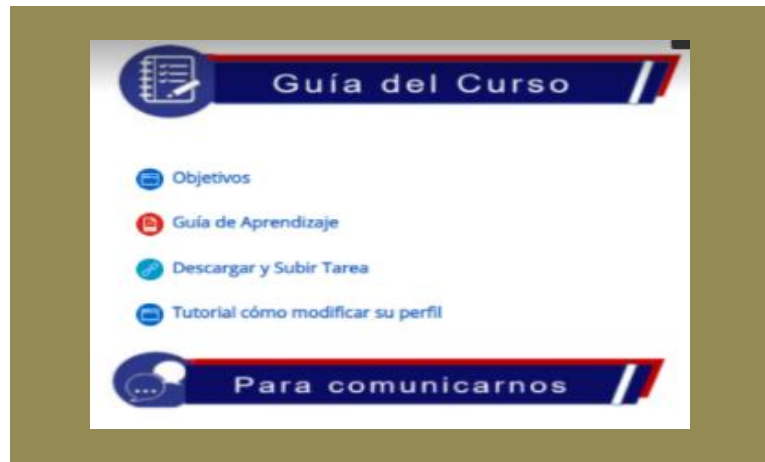 Guía del Curso
Objetivos
Guía de Aprendizaje
Descargar y Subir Tarea
Tutorial cómo modificar su perfil
Para comunicarnos